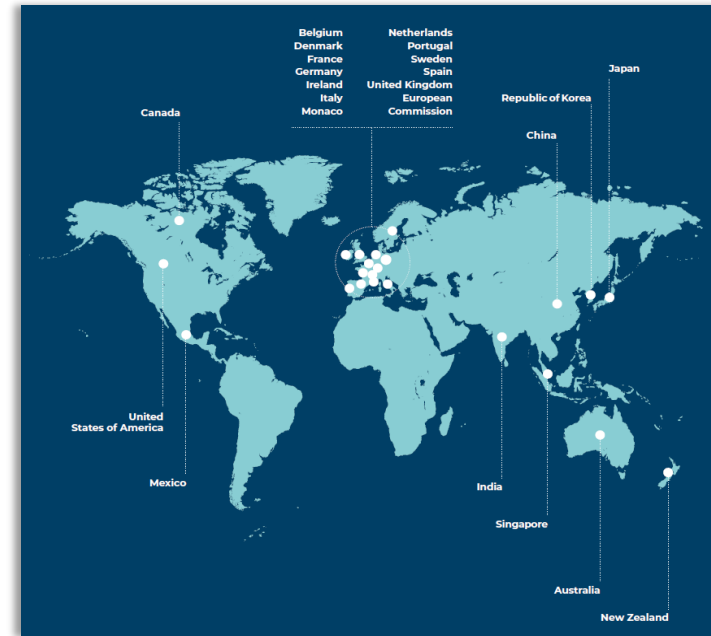 Belgium
Denmark
France
Germany
Ireland
Italy
Monaco
Netherlands
Portugal
Sweden
Spain
United Kingdom
European
Commission
Japan
Republic of Korea
China
Canada
United
States of America
Mexico
India
Singapore
Australia
New Zealand